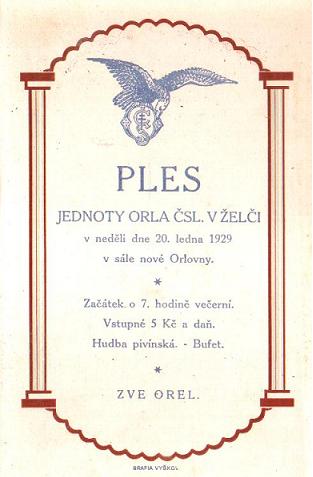 PLES
JEDNOTY ORLA ČSL. V ŽELČI
v neděli dne 20. ledna 1929
v sále nové Orlovny.
*
Začátek o 7. hodině večerní.
Vstupné 5 Kč a daň.
Hudba pivínská. - Bufet.
*
ZVE OREL.
GRAFIA VYŠKOV.